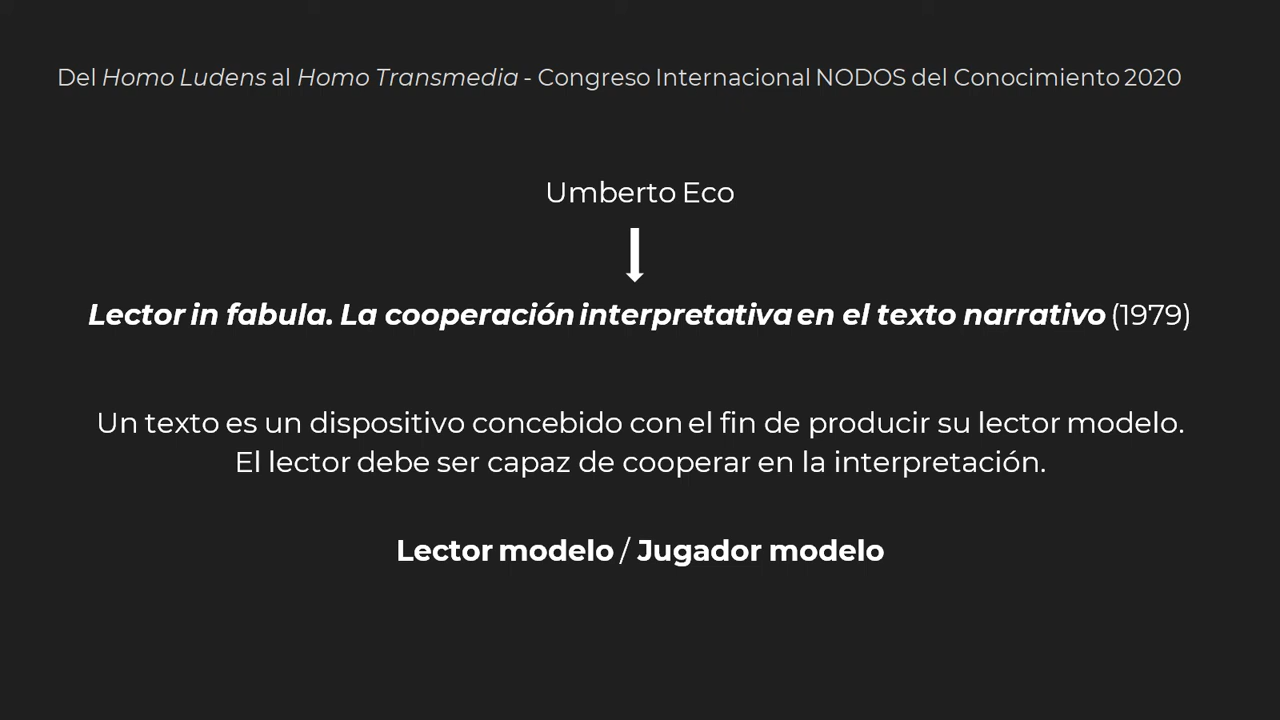 Del Homo Ludens al Homo Transmedia - Congreso Internacional NODOS del Conocimiento 2020
Umberto Eco
Lector in fabula. La cooperación interpretativa en el texto narrativo (1979)
Un texto es un dispositivo concebido con el fin de producir su lector modelo.
El lector debe ser capaz de cooperar en la interpretación.
Lector modelo / Jugador modelo